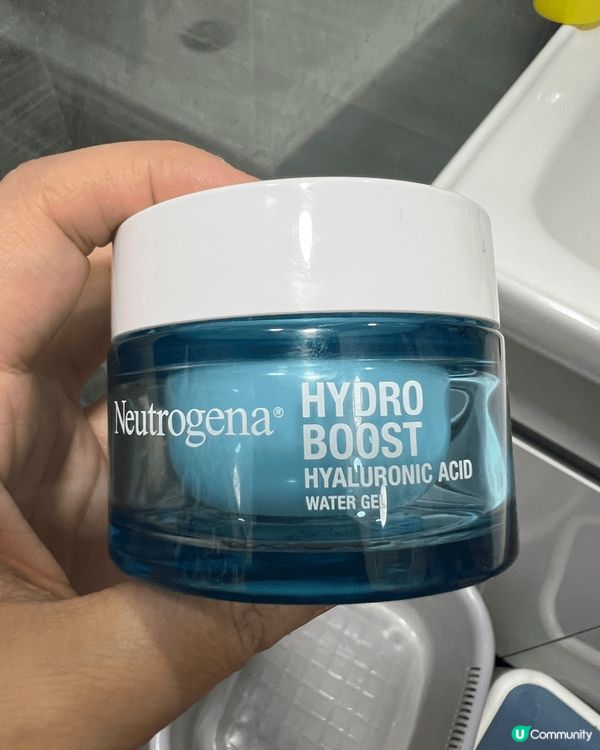 Neutrogena®
HYDRO
BOOST
HYALURONIC ACID
WATER GEL
U Community